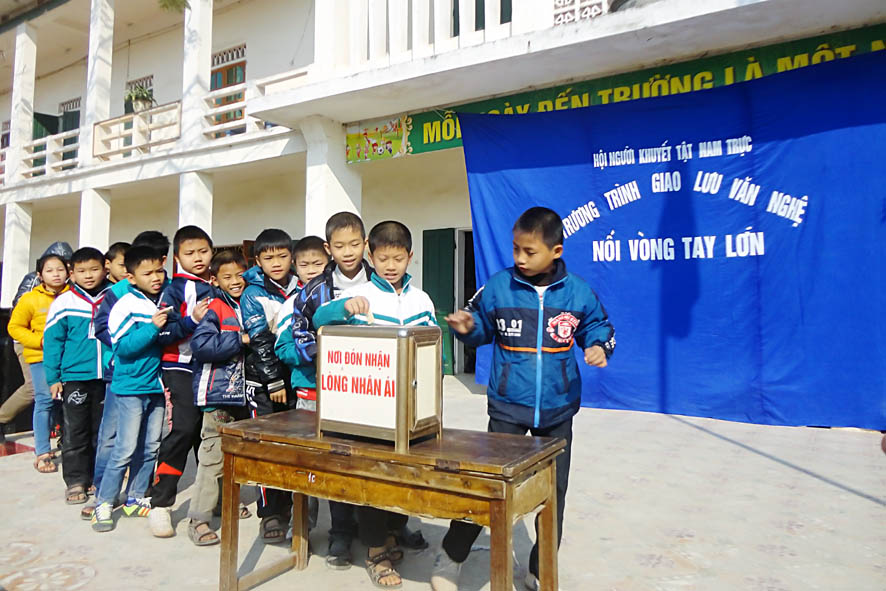 MỖI NGÀY ĐẾN TRƯỜNG LÀ MỘT
HỘI NGƯỜI KHUYẾT TẬT NAM TRỰC
TRƯƠNG TRÌNH GIAO LƯU VĂN NGHỆ
NỐI VÒNG TAY LỚN
NƠI ĐÓN NHẬN
LÒNG NHÂN ÁI